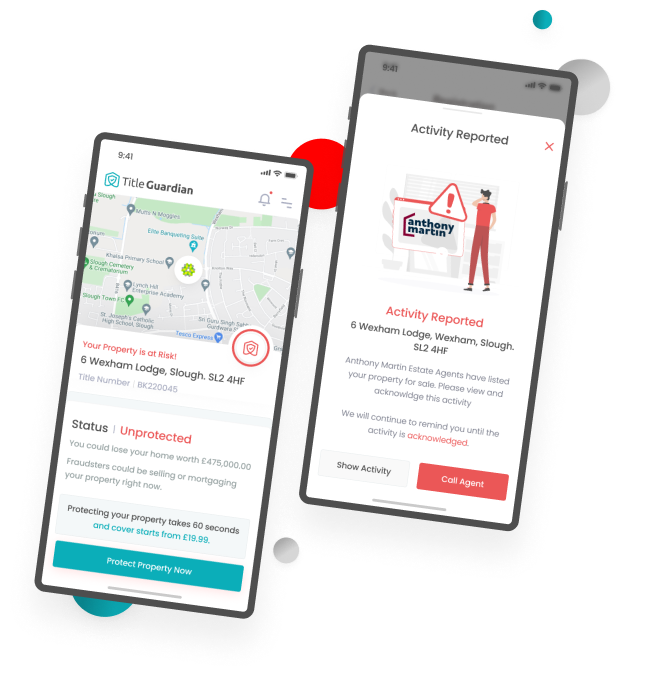 9:41
Title Guardian
Slough
Mutts N Moggies
Elite Banqueting Suite
Khalsa Primary School
Slough Cemetery
& Crematorium
Lynch Hill
Enterprise Academy
Slough Town FC
St. Joseph's Catholic
High School, Slough
Sri Guru Singh Sabha
Gurdwara
Tesco Express
Your Property is at Risk!
6 Wexham Lodge, Slough. SL2 4HF
Title Number | BK220045
Status | Unprotected
You could lose your home worth £475,000.00
Fraudsters could be selling or mortgaging
your property right now.
Protecting your property takes 60 seconds
and cover starts from £19.99.
Protect Property Now
9:41
Activity Reported
anthony
martin
Activity Reported
6 Wexham Lodge, Wexham, Slough.
SL2 4HF
Anthony Martin Estate Agents have listed
your property for sale. Please view and
acknowldge this activity
We will continue to remind you until the
activity is acknowledged.
Show Activity
Call Agent